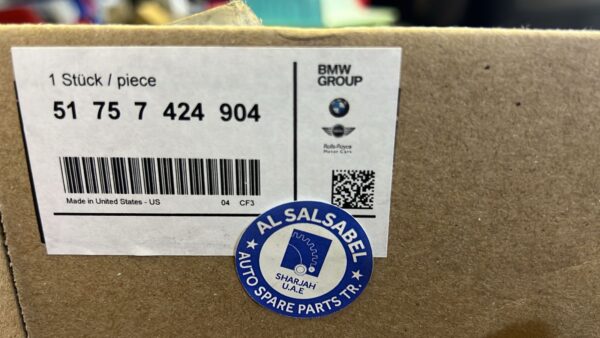 1 Stück / piece
51 75 7 424 904
Made in United States - US 04 CF3
BMW
GROUP
Rolls-Royce
Motor Cars
AL SALSABEL
SHARJAH
U.A.E
AUTO SPARE PARTS TR.